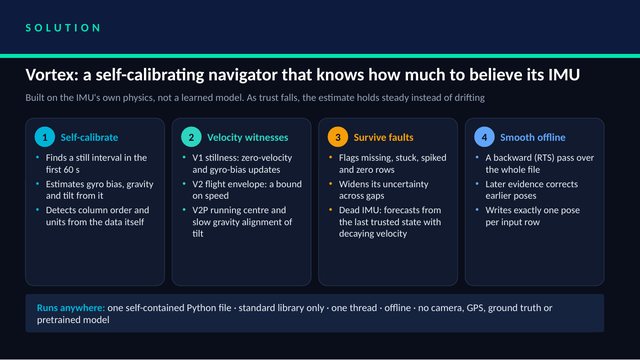 SOLUTION
Vortex: a self-calibrating navigator that knows how much to believe its IMU
Built on the IMU's own physics, not a learned model. As trust falls, the estimate holds steady instead of drifting
1 Self-calibrate
• Finds a still interval in the
first 60 s
• Estimates gyro bias, gravity
and tilt from it
• Detects column order and
units from the data itself
2 Velocity witnesses
• V1 stillness: zero-velocity
and gyro-bias updates
• V2 flight envelope: a bound
on speed
• V2P running centre and
slow gravity alignment of
tilt
3 Survive faults
• Flags missing, stuck, spiked
and zero rows
• Widens its uncertainty
across gaps
• Dead IMU: forecasts from
the last trusted state with
decaying velocity
4 Smooth offline
• A backward (RTS) pass over
the whole file
• Later evidence corrects
earlier poses
• Writes exactly one pose
per input row
Runs anywhere: one self-contained Python file · standard library only · one thread · offline · no camera, GPS, ground truth or
pretrained model